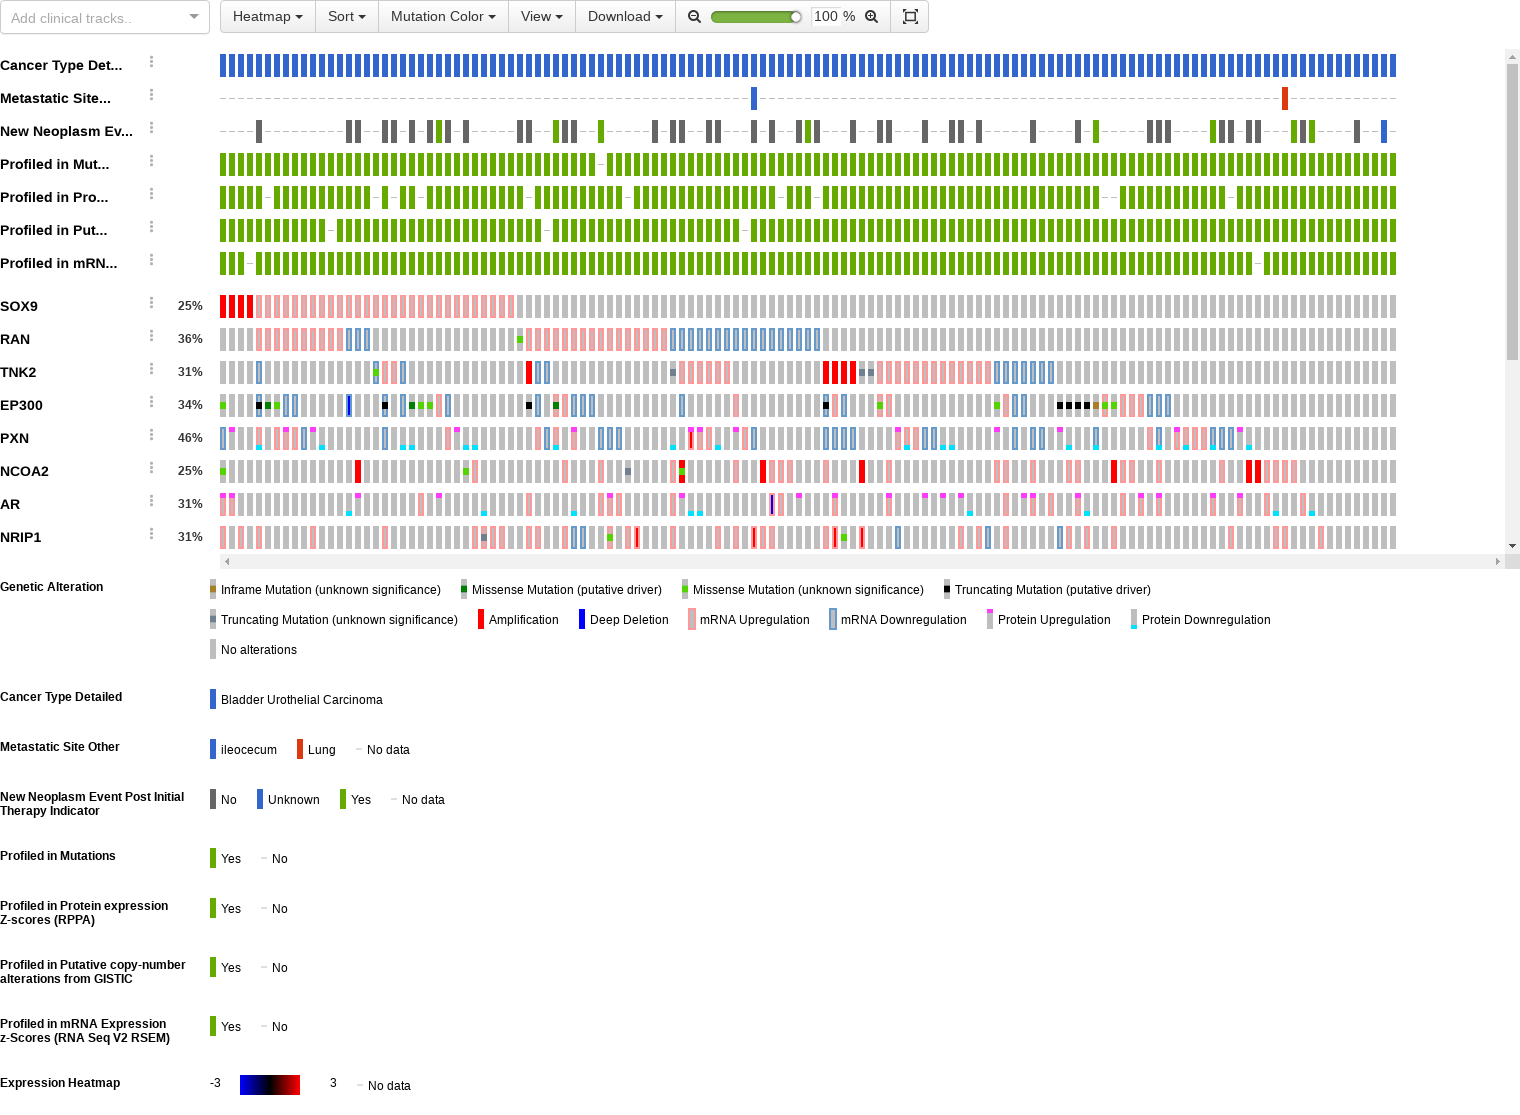 Add clinical tracks.. Heatmap Sort Mutation Color View Download 100 %
Cancer Type Det...
Metastatic Site...
New Neoplasm Ev...
Profiled in Mut...
Profiled in Pro...
Profiled in Put...
Profiled in mRN...
SOX9 25%
RAN 36%
TNK2 31%
EP300 34%
PXN 46%
NCOA2 25%
AR 31%
NRIP1 31%
Genetic Alteration Inframe Mutation (unknown significance) Missense Mutation (putative driver) Missense Mutation (unknown significance) Truncating Mutation (putative driver)
Truncating Mutation (unknown significance) Amplification Deep Deletion mRNA Upregulation mRNA Downregulation Protein Upregulation Protein Downregulation
No alterations
Cancer Type Detailed Bladder Urothelial Carcinoma
Metastatic Site Other ileocecum Lung No data
New Neoplasm Event Post Initial
Therapy Indicator No Unknown Yes No data
Profiled in Mutations Yes No
Profiled in Protein expression
Z-scores (RPPA) Yes No
Profiled in Putative copy-number
alterations from GISTIC Yes No
Profiled in mRNA Expression
z-Scores (RNA Seq V2 RSEM) Yes No
Expression Heatmap -3 3 No data